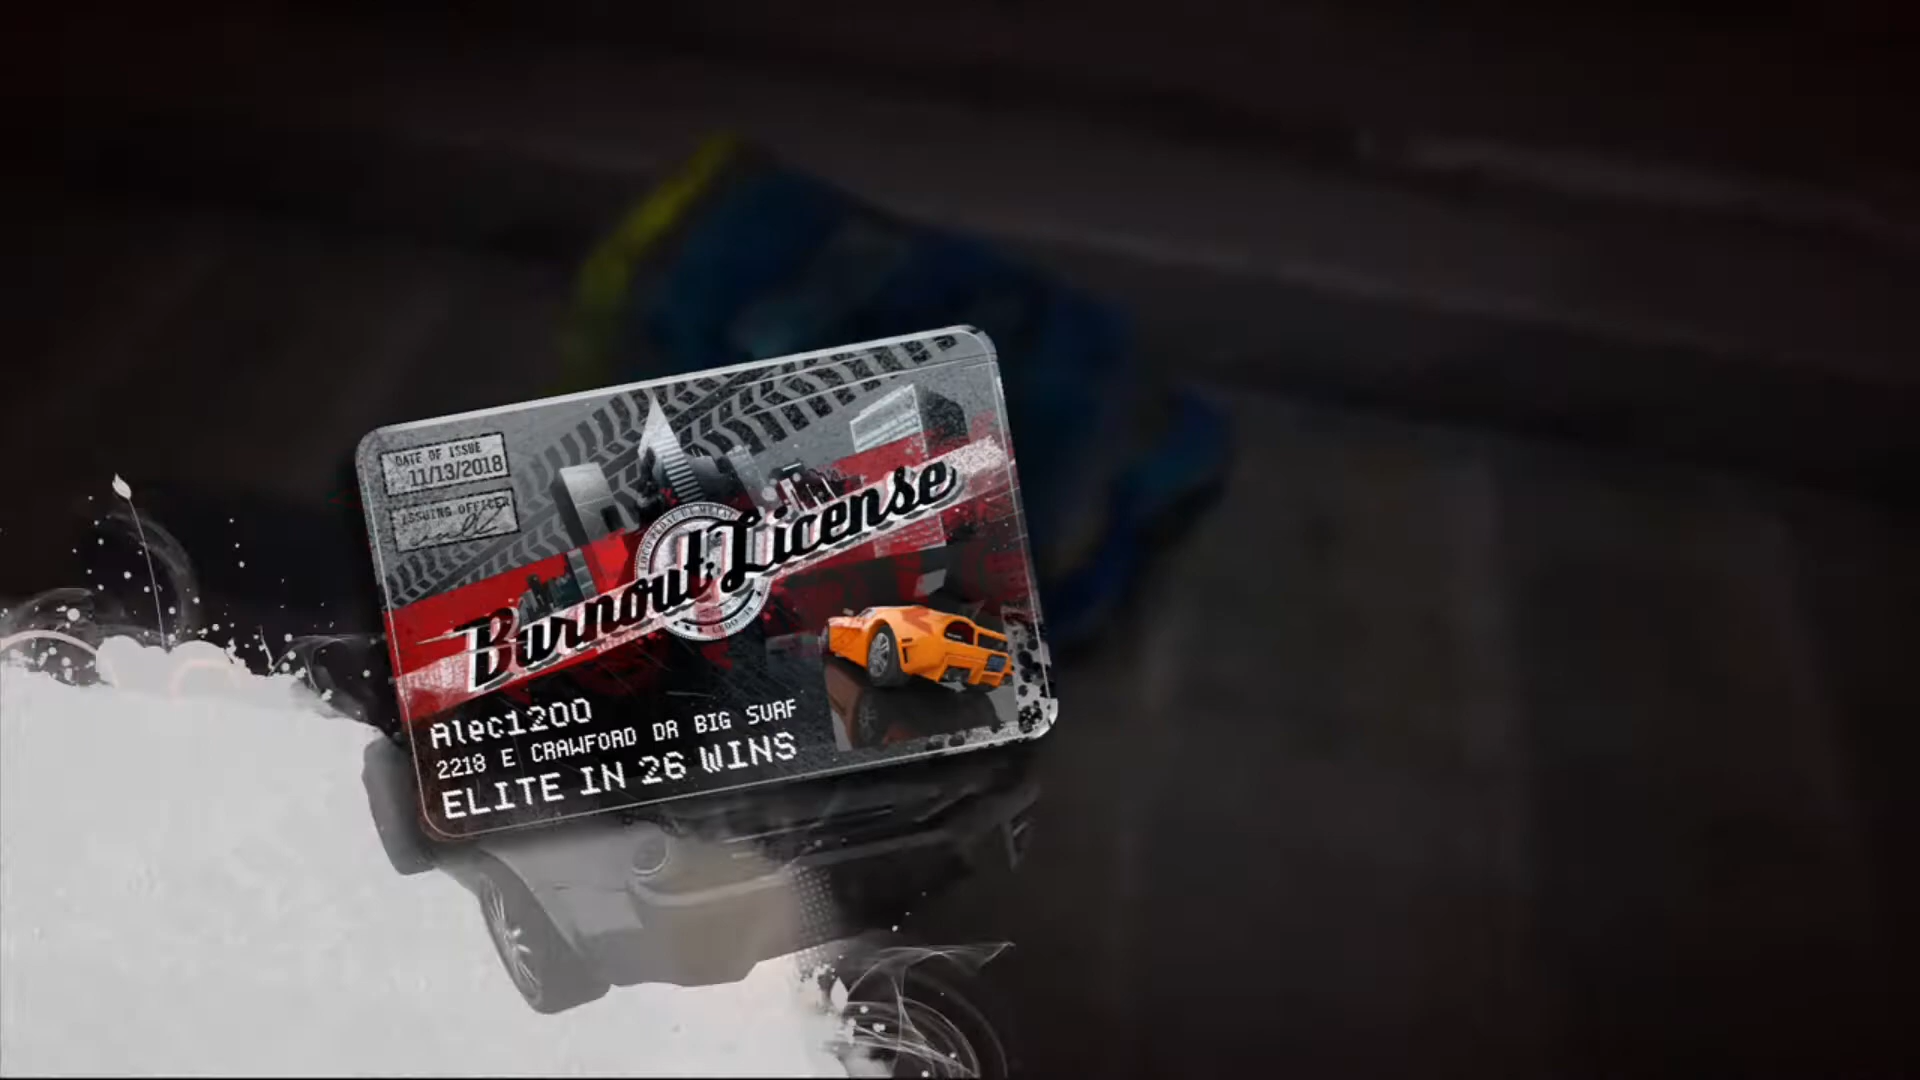 DATE OF ISSUE
11/13/2018
ISSUING OFFICER
Burnout License
Alec1200
2218 E CRAWFORD DR BIG SURF
ELITE IN 26 WINS